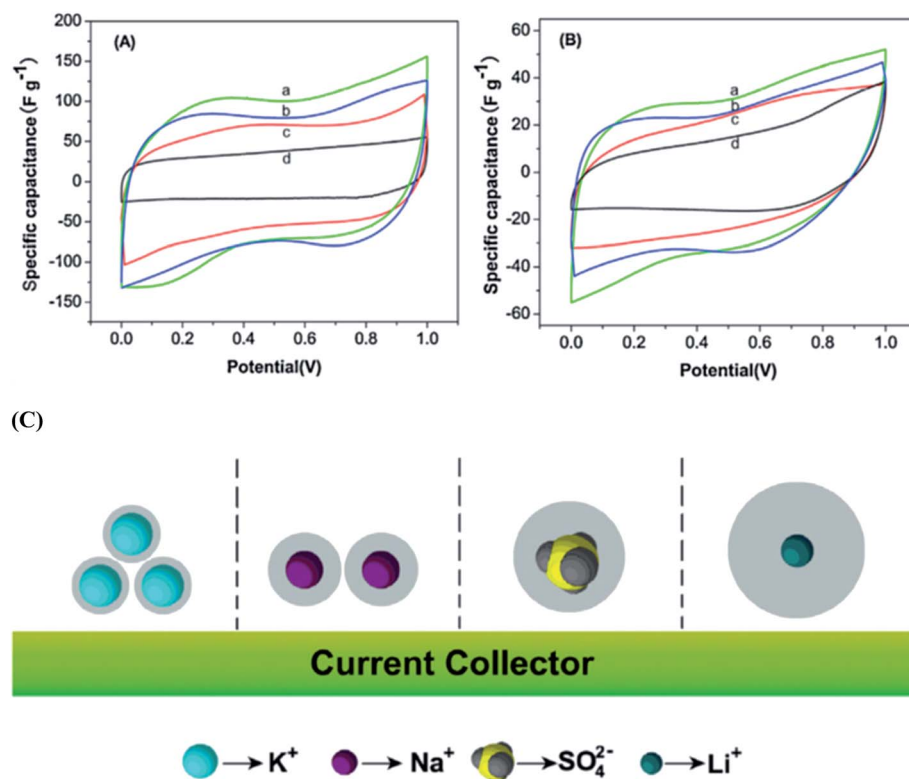 (A)
Specific capacitance (F g⁻¹)
200
150
100
50
0
-50
-100
-150
a
b
c
d
0.0 0.2 0.4 0.6 0.8 1.0
Potential(V)
(B)
Specific capacitance (F g⁻¹)
60
40
20
0
-20
-40
-60
a
b
c
d
0.0 0.2 0.4 0.6 0.8 1.0
Potential(V)
(C)
Current Collector
→K⁺ →Na⁺ →SO₄²⁻ →Li⁺